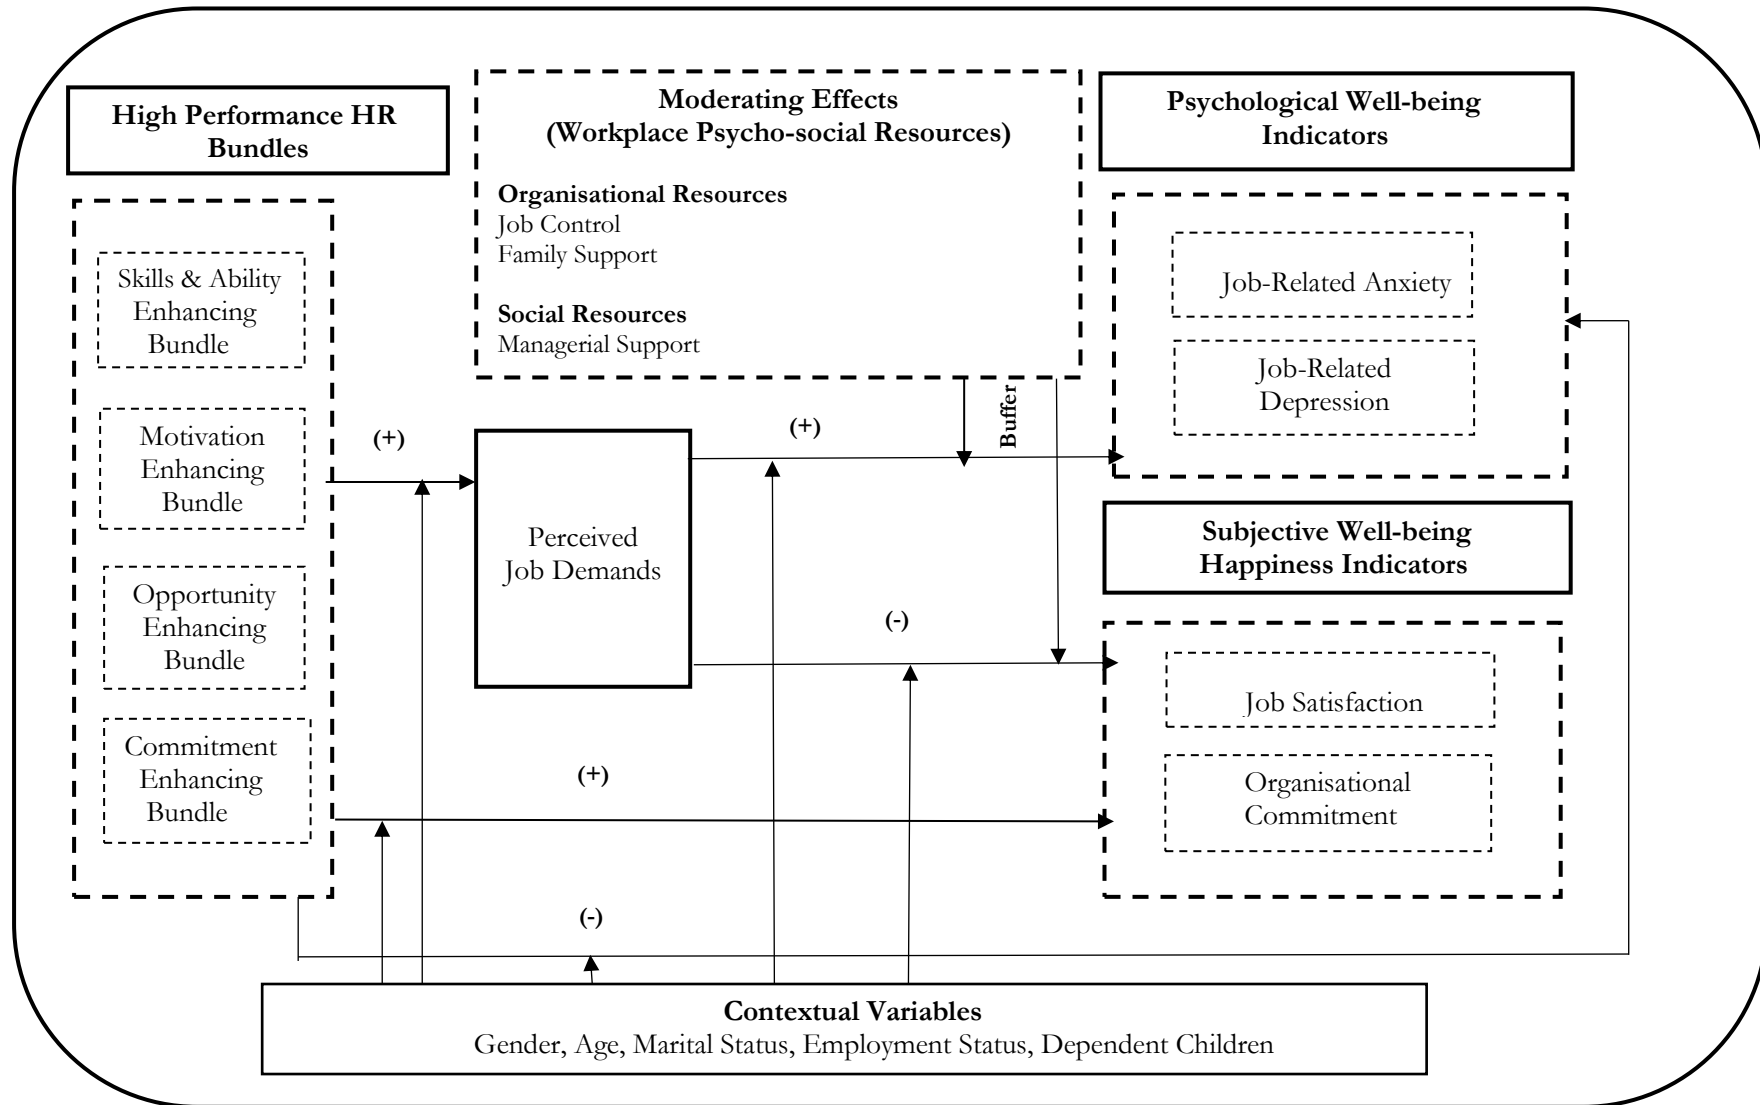 High Performance HR
Bundles
Skills & Ability
Enhancing
Bundle
Motivation
Enhancing
Bundle
Opportunity
Enhancing
Bundle
Commitment
Enhancing
Bundle
Moderating Effects
(Workplace Psycho-social Resources)
Organisational Resources
Job Control
Family Support
Social Resources
Managerial Support
(+)
Perceived
Job Demands
(+)
Buffer
(-)
(+)
(-)
Psychological Well-being
Indicators
Job-Related Anxiety
Job-Related
Depression
Subjective Well-being
Happiness Indicators
Job Satisfaction
Organisational
Commitment
Contextual Variables
Gender, Age, Marital Status, Employment Status, Dependent Children